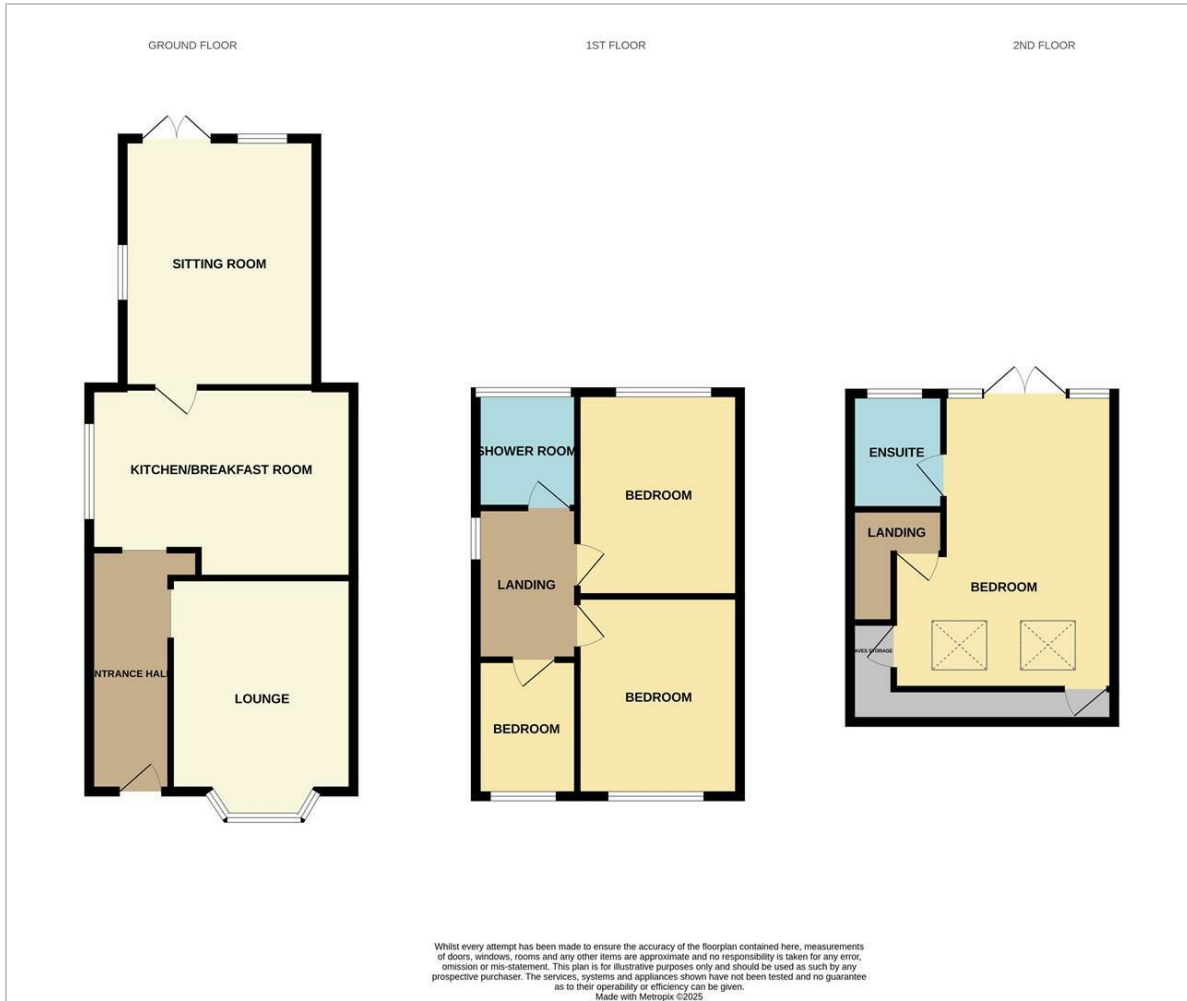 GROUND FLOOR
1ST FLOOR
2ND FLOOR
SITTING ROOM
KITCHEN/BREAKFAST ROOM
ENTRANCE HALL
LOUNGE
SHOWER ROOM
BEDROOM
LANDING
BEDROOM
BEDROOM
ENSUITE
LANDING
BEDROOM
EAVES STORAGE
Whilst every attempt has been made to ensure the accuracy of the floorplan contained here, measurements
of doors, windows, rooms and any other items are approximate and no responsibility is taken for any error,
omission or mis-statement. This plan is for illustrative purposes only and should be used as such by any
prospective purchaser. The services, systems and appliances shown have not been tested and no guarantee
as to their operability or efficiency can be given.
Made with Metropix ©2025